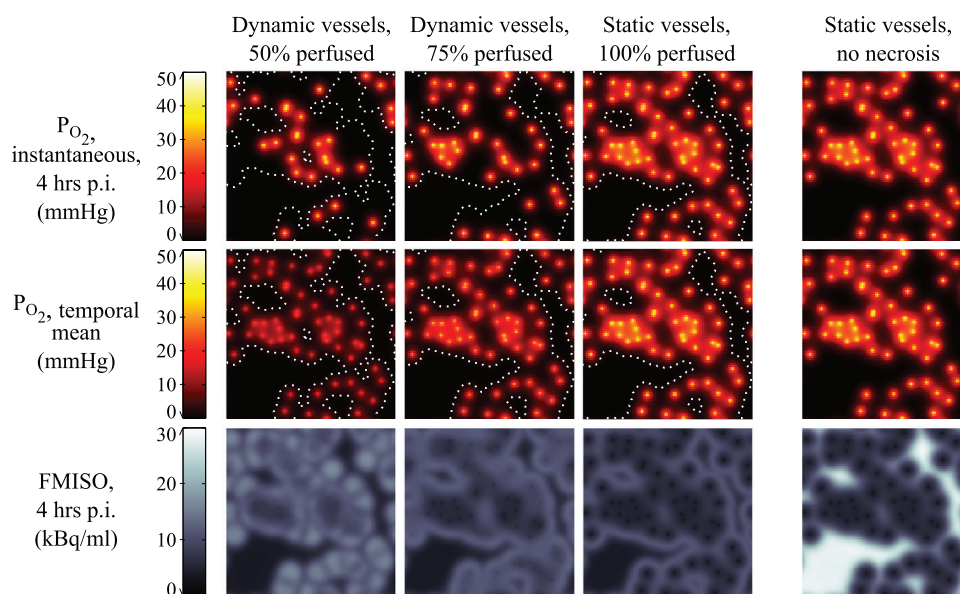 Dynamic vessels,
50% perfused
Dynamic vessels,
75% perfused
Static vessels,
100% perfused
Static vessels,
no necrosis
P_O2,
instantaneous,
4 hrs p.i.
(mmHg)
50
40
30
20
10
0
P_O2, temporal
mean
(mmHg)
50
40
30
20
10
0
FMISO,
4 hrs p.i.
(kBq/ml)
30
20
10
0